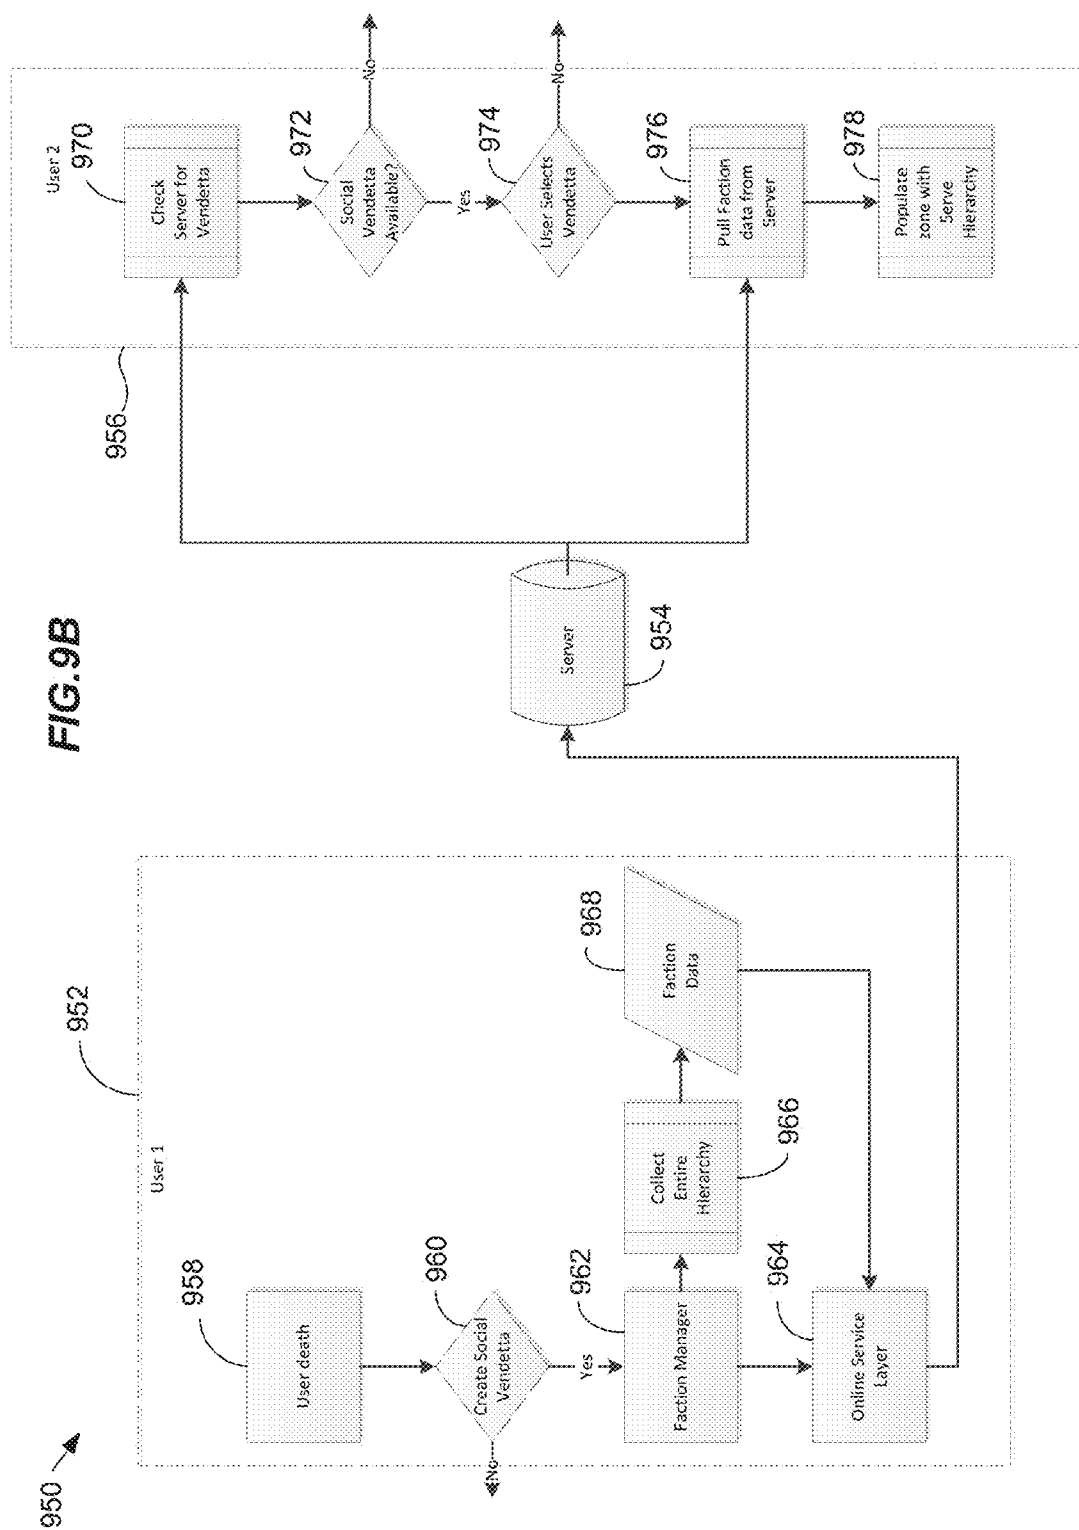 FIG.9B
950
952
User 1
958
User death
960
Create Social
Vendetta
No
Yes
962
Faction Manager
964
Online Service
Layer
966
Collect
Entire
Hierarchy
968
Faction
Data
Server
954
956
User 2
970
Check
Server for
Vendetta
972
Social
Vendetta
Available?
No
Yes
974
User Selects
Vendetta
No
976
Pull Faction
data from
Server
978
Populate
zone with
Serve
Hierarchy